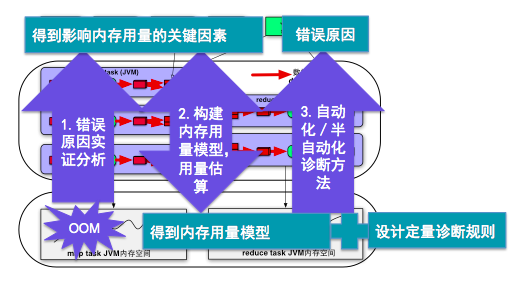 得到影响内存用量的关键因素
错误原因
task (JVM)
reduce
1. 错误
原因实
证分析
2. 构建
内存用
量模型，
用量估
算
3. 自动
化 / 半
自动化
诊断方
法
OOM
得到内存用量模型
设计定量诊断规则
map task JVM内存空间
reduce task JVM内存空间